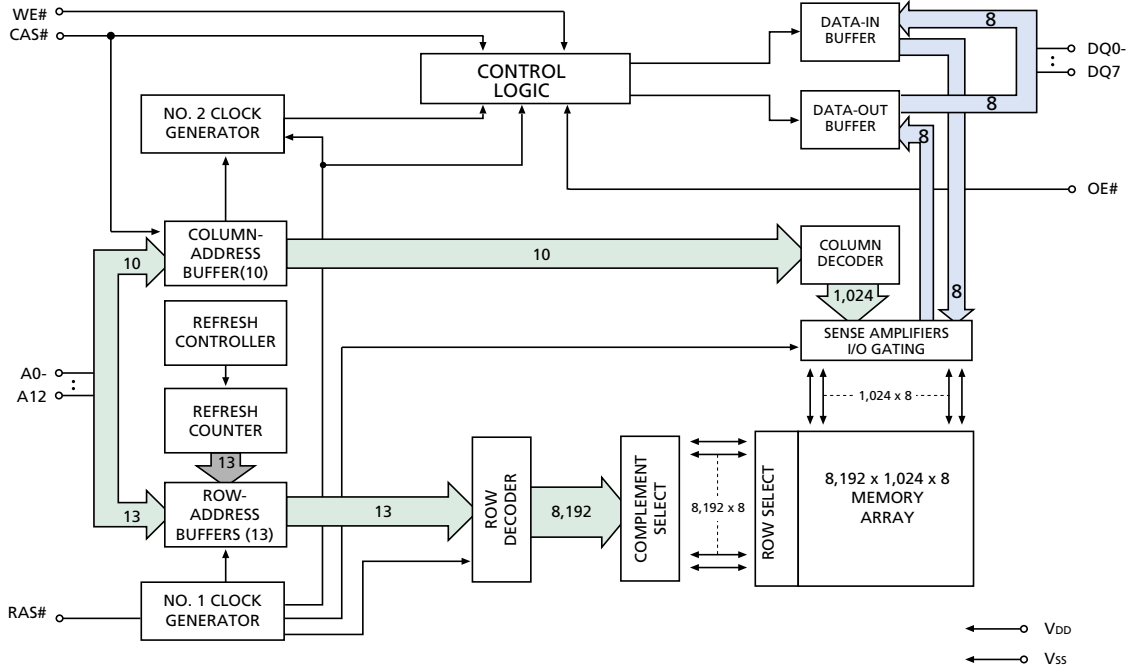 WE#
CAS#
CONTROL
LOGIC
DATA-IN
BUFFER
8
DQ0-
DQ7
NO. 2 CLOCK
GENERATOR
DATA-OUT
BUFFER
8
8
OE#
COLUMN-
ADDRESS
BUFFER(10)
10
10
COLUMN
DECODER
1,024
8
REFRESH
CONTROLLER
SENSE AMPLIFIERS
I/O GATING
A0-
A12
REFRESH
COUNTER
1,024 x 8
13
ROW-
ADDRESS
BUFFERS (13)
13
13
ROW
DECODER
8,192
COMPLEMENT
SELECT
8,192 x 8
ROW SELECT
8,192 x 1,024 x 8
MEMORY
ARRAY
RAS#
NO. 1 CLOCK
GENERATOR
VDD
VSS